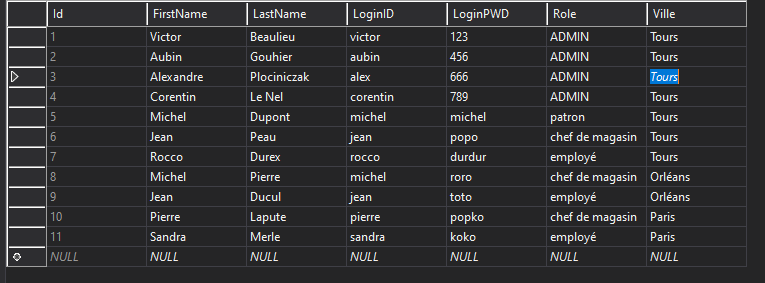 Id FirstName LastName LoginID LoginPWD Role Ville
1 Victor Beaulieu victor 123 ADMIN Tours
2 Aubin Gouhier aubin 456 ADMIN Tours
3 Alexandre Plociniczak alex 666 ADMIN Tours
4 Corentin Le Nel corentin 789 ADMIN Tours
5 Michel Dupont michel michel patron Tours
6 Jean Peau jean popo chef de magasin Tours
7 Rocco Durex rocco durdur employé Tours
8 Michel Pierre michel roro chef de magasin Orléans
9 Jean Ducul jean toto employé Orléans
10 Pierre Lapute pierre popko chef de magasin Paris
11 Sandra Merle sandra koko employé Paris
NULL NULL NULL NULL NULL NULL NULL